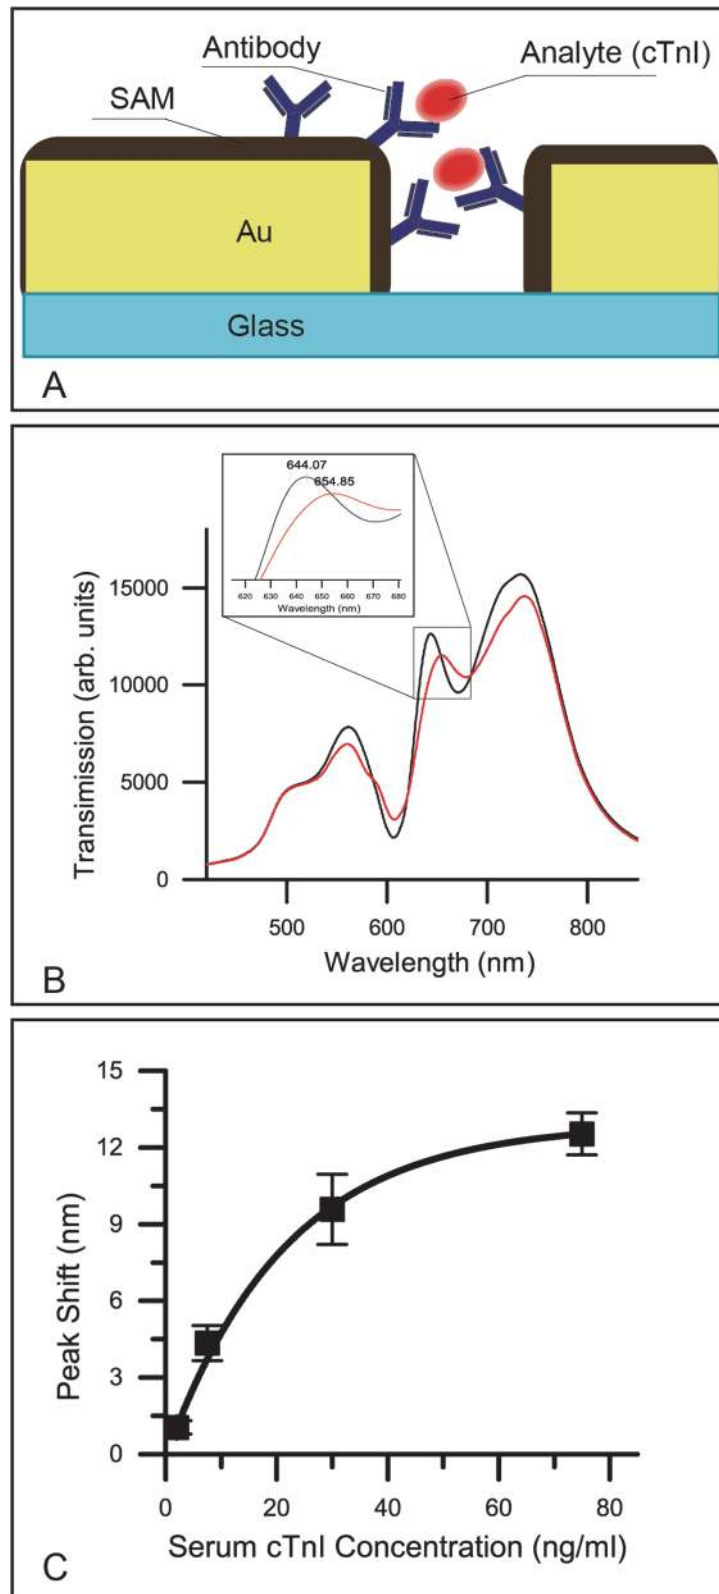 Antibody
Analyte (cTnI)
SAM
Au
Glass
A
644.07
654.85
620 630 640 650 660 670 680
Wavelength (nm)
Transimission (arb. units)
15000
10000
5000
0
500 600 700 800
Wavelength (nm)
B
15
12
9
6
3
0
Peak Shift (nm)
0 20 40 60 80
Serum cTnI Concentration (ng/ml)
C